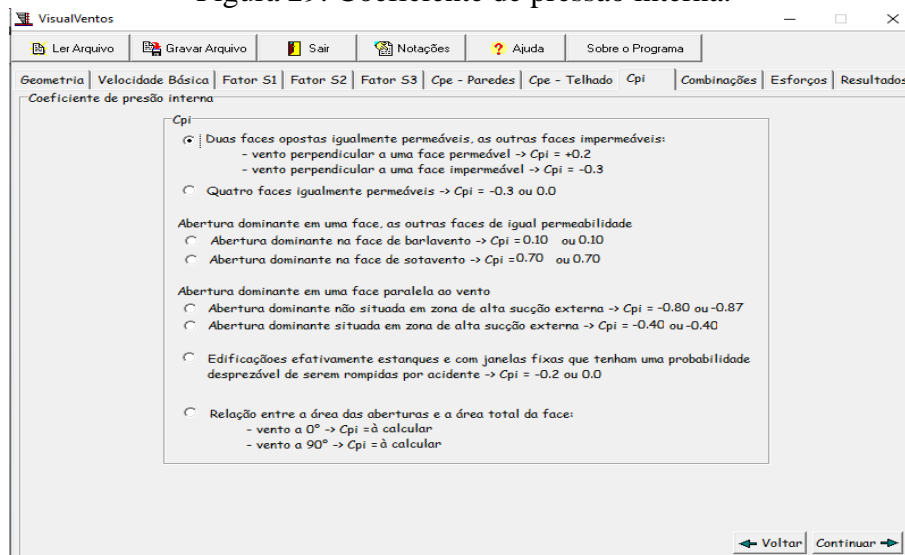 Figura 29: Coeficiente de pressão interna.
VisualVentos
Ler Arquivo Gravar Arquivo Sair Notações ? Ajuda Sobre o Programa
Geometria Velocidade Básica Fator S1 Fator S2 Fator S3 Cpe - Paredes Cpe - Telhado Cpi Combinações Esforços Resultados
Coeficiente de presão interna
Cpi
Duas faces opostas igualmente permeáveis, as outras faces impermeáveis:
- vento perpendicular a uma face permeável -> Cpi = +0.2
- vento perpendicular a uma face impermeável -> Cpi = -0.3
Quatro faces igualmente permeáveis -> Cpi = -0.3 ou 0.0
Abertura dominante em uma face, as outras faces de igual permeabilidade
Abertura dominante na face de barlavento -> Cpi = 0.10 ou 0.10
Abertura dominante na face de sotavento -> Cpi = 0.70 ou 0.70
Abertura dominante em uma face paralela ao vento
Abertura dominante não situada em zona de alta sucção externa -> Cpi = -0.80 ou -0.87
Abertura dominante situada em zona de alta sucção externa -> Cpi = -0.40 ou -0.40
Edificaçãoes efativamente estanques e com janelas fixas que tenham uma probabilidade
desprezável de serem rompidas por acidente -> Cpi = -0.2 ou 0.0
Relação entre a área das aberturas e a área total da face:
- vento a 0° -> Cpi = à calcular
- vento a 90° -> Cpi = à calcular
Voltar Continuar